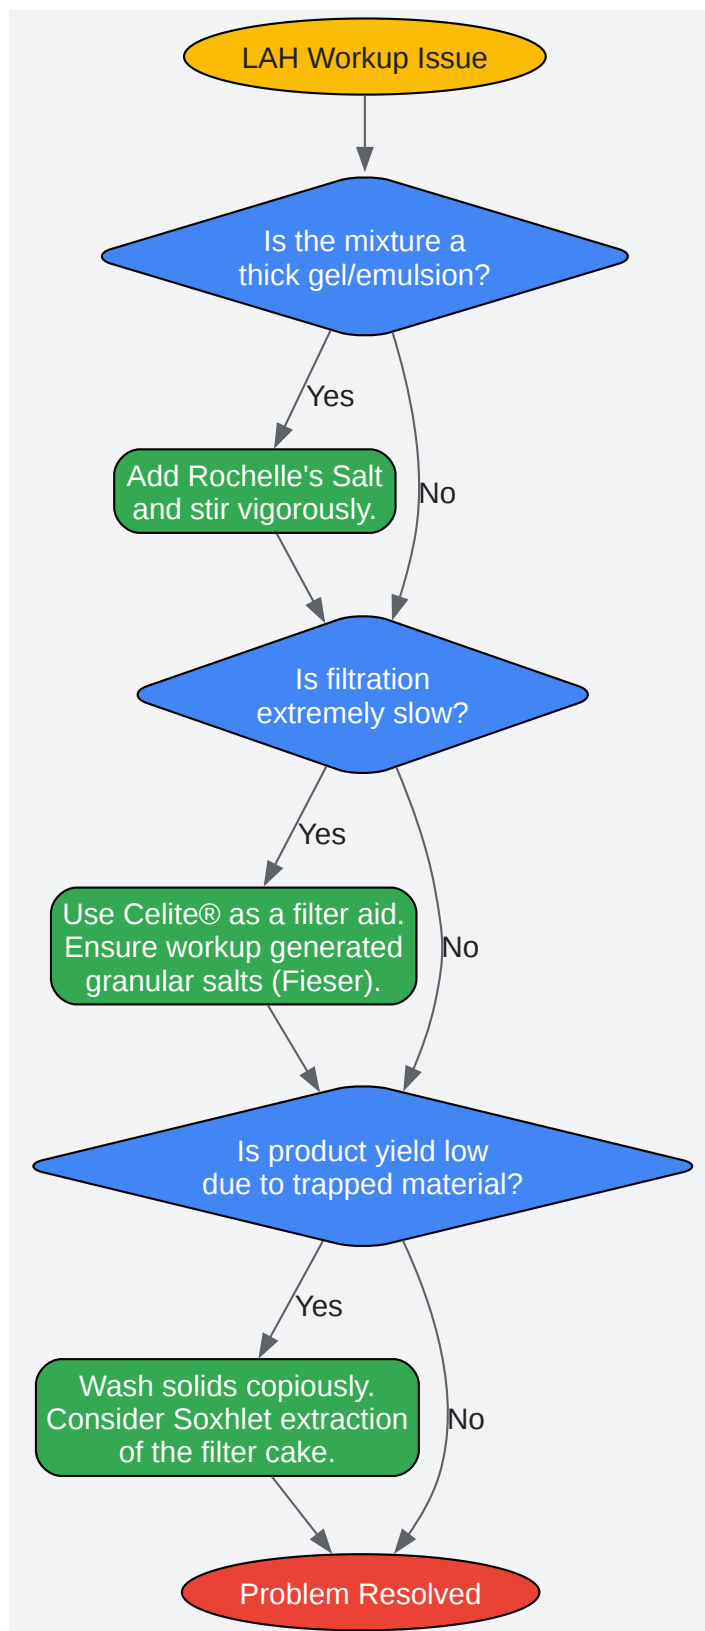 LAH Workup Issue
Is the mixture a
thick gel/emulsion?
Yes
Add Rochelle's Salt
and stir vigorously.
No
Is filtration
extremely slow?
Yes
Use Celite® as a filter aid.
Ensure workup generated
granular salts (Fieser).
No
Is product yield low
due to trapped material?
Yes
Wash solids copiously.
Consider Soxhlet extraction
of the filter cake.
No
Problem Resolved